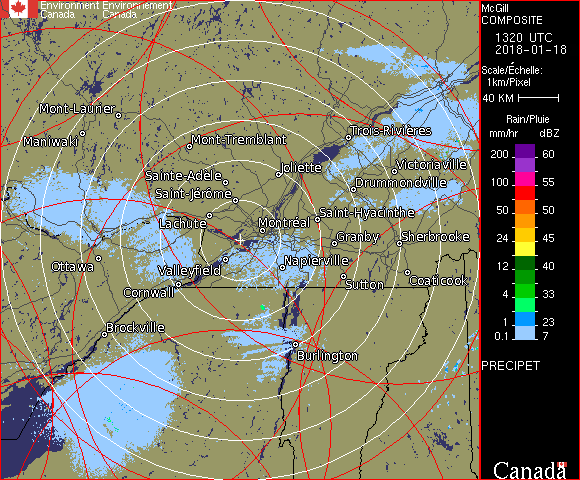 Environment Environnement
Canada Canada
McGill
COMPOSITE
1320 UTC
2018-01-18
Scale/Échelle:
1km/Pixel
40 KM
Rain/Pluie
mm/hr dBZ
200 60
100 55
50 50
24 45
12 40
4 33
1 23
0.1 7
PRECIPET
Canada
Mont-Laurier
Maniwaki
Mont-Tremblant
Trois-Rivières
Joliette
Victoriaville
Sainte-Adèle
Drummondville
Saint-Jérôme
Lachute
Saint-Hyacinthe
Montréal
Granby
Sherbrooke
Ottawa
Valleyfield
Napierville
Cornwall
Sutton
Coaticook
Brockville
Burlington